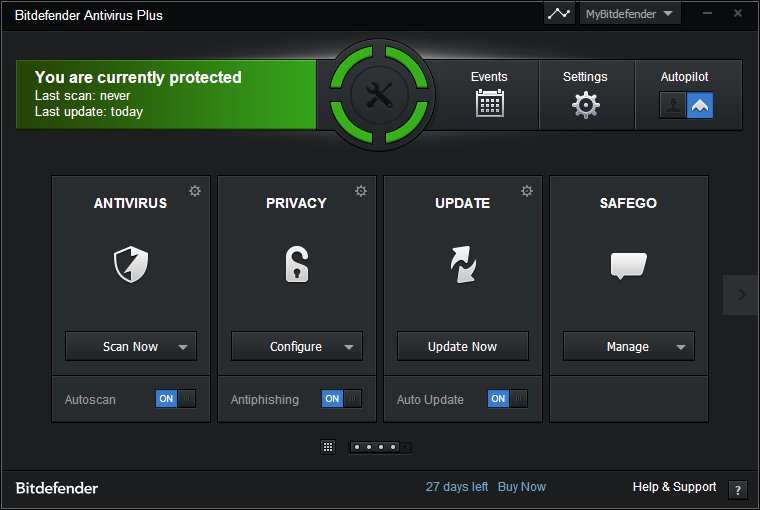 Bitdefender Antivirus Plus
MyBitdefender
You are currently protected
Last scan: never
Last update: today
Events
Settings
Autopilot
ANTIVIRUS
PRIVACY
UPDATE
SAFEGO
Scan Now
Configure
Update Now
Manage
Autoscan
ON
Antiphishing
ON
Auto Update
ON
Bitdefender
27 days left
Buy Now
Help & Support
?